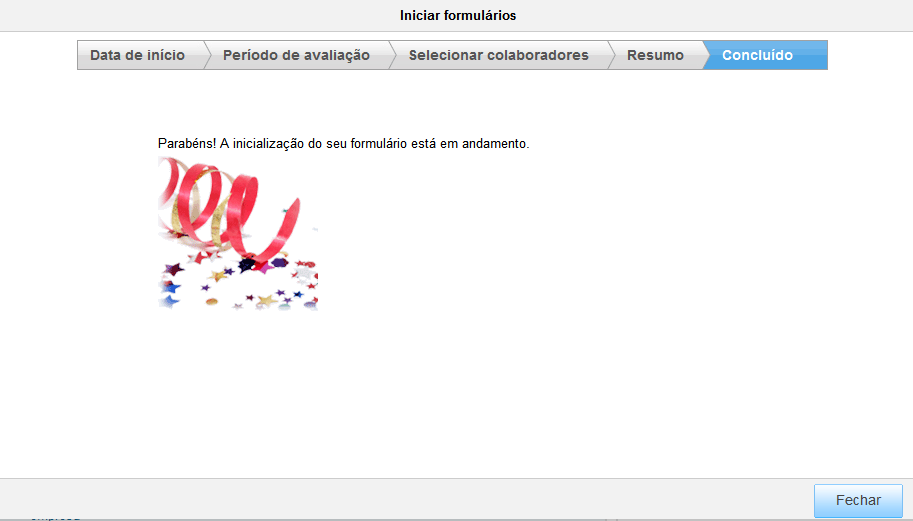 Iniciar formulários
Data de início
Período de avaliação
Selecionar colaboradores
Resumo
Concluído
Parabéns! A inicialização do seu formulário está em andamento.
Fechar